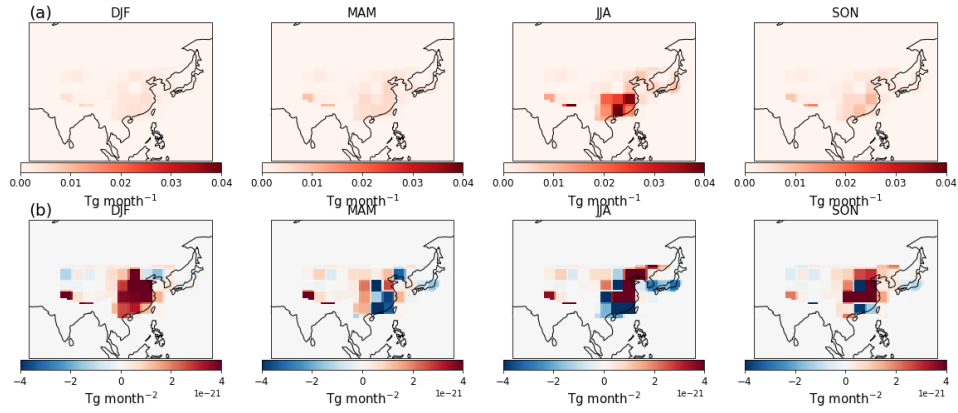 (a)
DJF MAM JJA SON
0.00 0.01 0.02 0.03 0.04 0.00 0.01 0.02 0.03 0.04 0.00 0.01 0.02 0.03 0.04 0.00 0.01 0.02 0.03 0.04
Tg month⁻¹ Tg month⁻¹ Tg month⁻¹ Tg month⁻¹
(b)
DJF MAM JJA SON
−4 −2 0 2 4 −4 −2 0 2 4 −4 −2 0 2 4 −4 −2 0 2 4
Tg month⁻² 1e−21 Tg month⁻² 1e−21 Tg month⁻² 1e−21 Tg month⁻² 1e−21